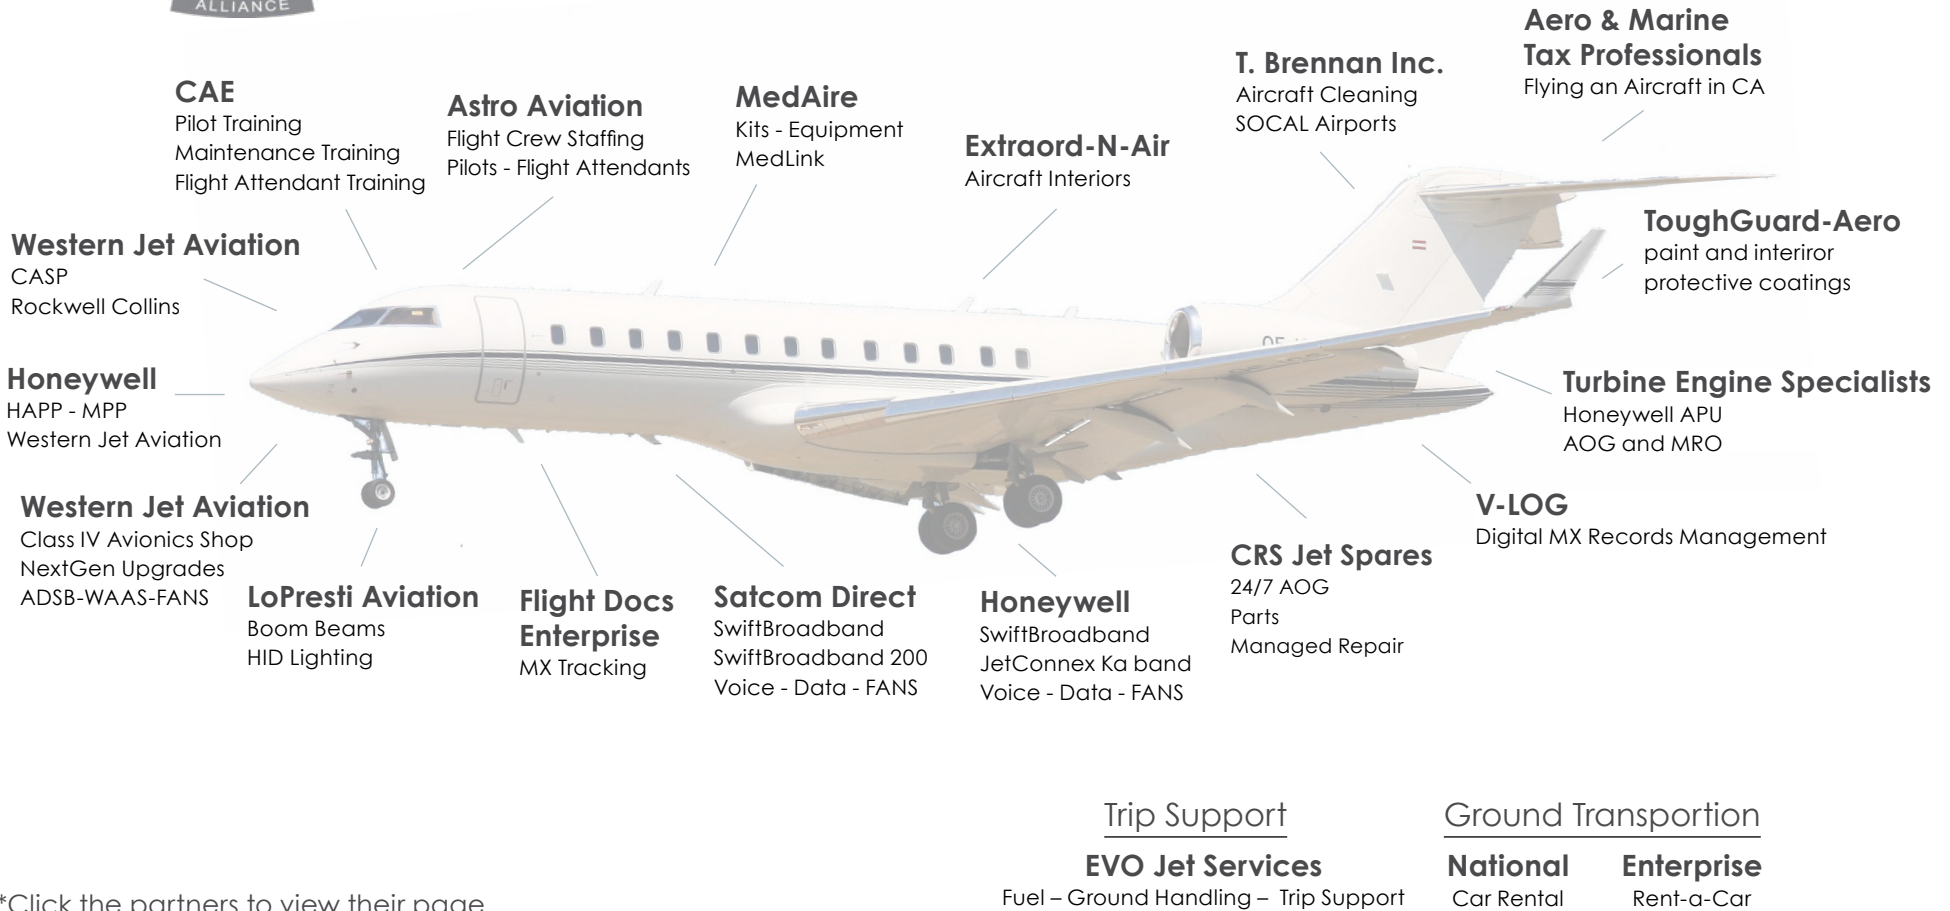 ALLIANCE
Aero & Marine
Tax Professionals
Flying an Aircraft in CA
T. Brennan Inc.
Aircraft Cleaning
SOCAL Airports
CAE
Pilot Training
Maintenance Training
Flight Attendant Training
Astro Aviation
Flight Crew Staffing
Pilots - Flight Attendants
MedAire
Kits - Equipment
MedLink
Extraord-N-Air
Aircraft Interiors
Western Jet Aviation
CASP
Rockwell Collins
ToughGuard-Aero
paint and interiror
protective coatings
Honeywell
HAPP - MPP
Western Jet Aviation
Turbine Engine Specialists
Honeywell APU
AOG and MRO
Western Jet Aviation
Class IV Avionics Shop
NextGen Upgrades
ADSB-WAAS-FANS
LoPresti Aviation
Boom Beams
HID Lighting
Flight Docs
Enterprise
MX Tracking
Satcom Direct
SwiftBroadband
SwiftBroadband 200
Voice - Data - FANS
Honeywell
SwiftBroadband
JetConnex Ka band
Voice - Data - FANS
CRS Jet Spares
24/7 AOG
Parts
Managed Repair
V-LOG
Digital MX Records Management
Trip Support
EVO Jet Services
Fuel – Ground Handling – Trip Support
Ground Transportion
National
Car Rental
Enterprise
Rent-a-Car
*Click the partners to view their page